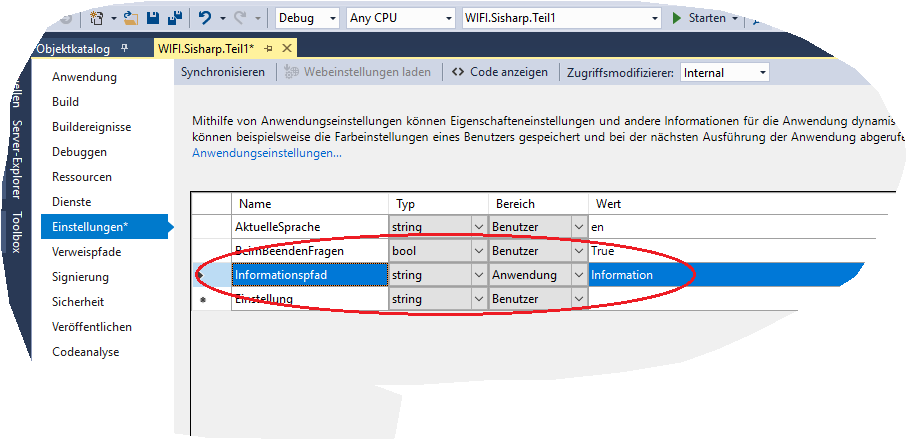 Debug Any CPU WIFI.Sisharp.Teil1 Starten
Objektkatalog WIFI.Sisharp.Teil1*
Server-Explorer
Toolbox
Anwendung
Build
Buildereignisse
Debuggen
Ressourcen
Dienste
Einstellungen*
Verweispfade
Signierung
Sicherheit
Veröffentlichen
Codeanalyse
Synchronisieren Webeinstellungen laden Code anzeigen Zugriffsmodifizierer: Internal
Mithilfe von Anwendungseinstellungen können Eigenschafteneinstellungen und andere Informationen für die Anwendung dynamis
können beispielsweise die Farbeinstellungen eines Benutzers gespeichert und bei der nächsten Ausführung der Anwendung abgerufe
Anwendungseinstellungen...
Name Typ Bereich Wert
AktuelleSprache string Benutzer en
BeimBeendenFragen bool Benutzer True
Informationspfad string Anwendung Information
Einstellung string Benutzer